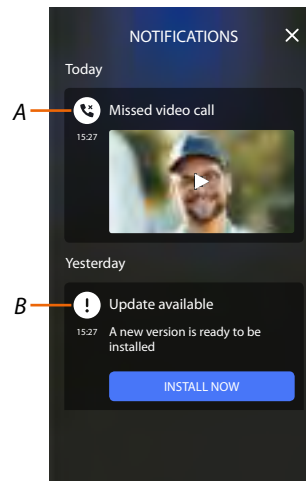 NOTIFICATIONS
Today
A
Missed video call
15:27
Yesterday
B
Update available
15:27
A new version is ready to be
installed
INSTALL NOW